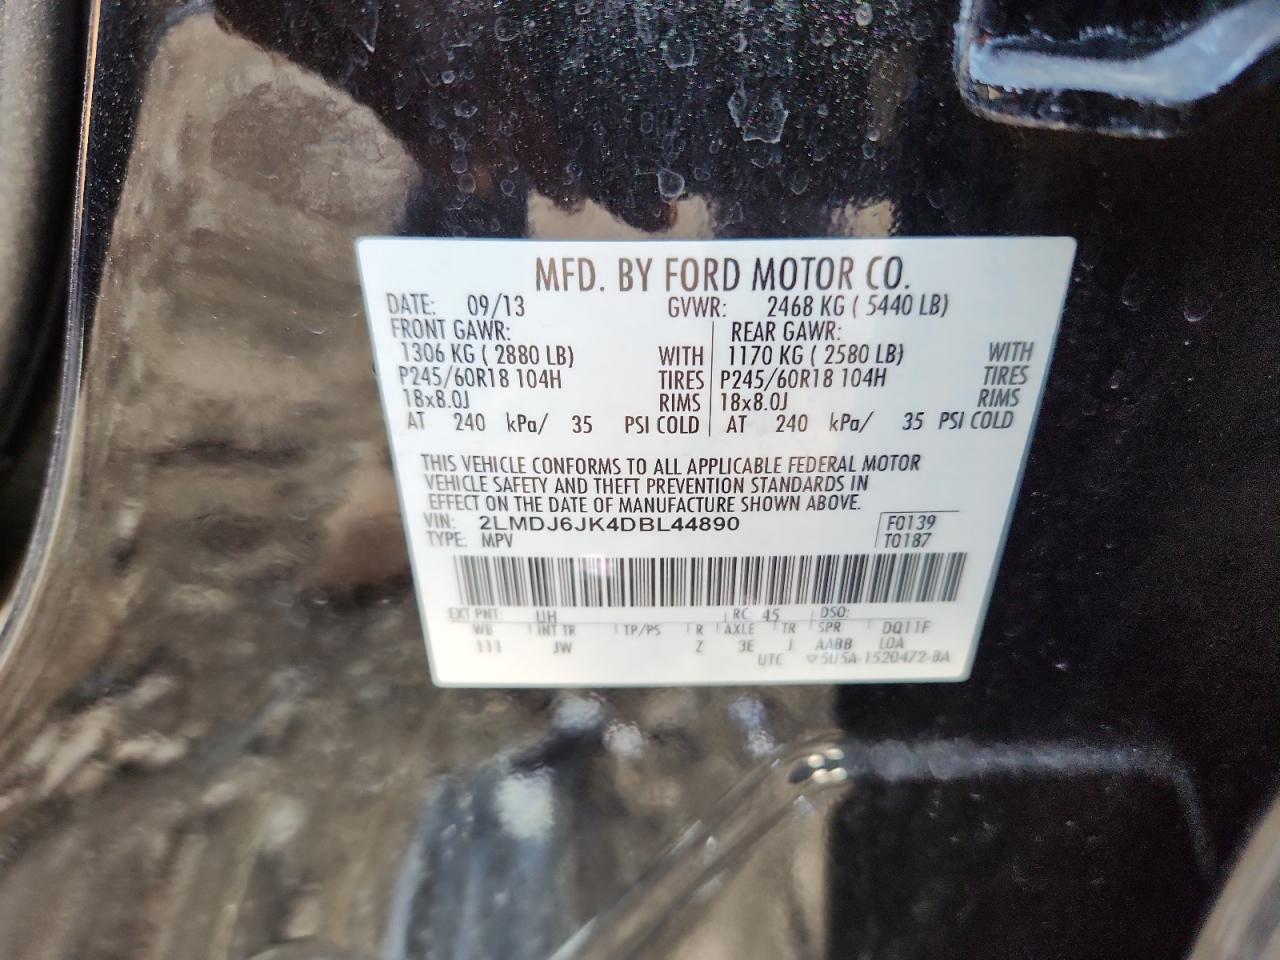 MFD. BY FORD MOTOR CO.
DATE: 09/13 GVWR: 2468 KG ( 5440 LB)
FRONT GAWR: REAR GAWR:
1306 KG ( 2880 LB) WITH 1170 KG ( 2580 LB) WITH
P245/60R18 104H TIRES P245/60R18 104H TIRES
18x8.0J RIMS 18x8.0J RIMS
AT 240 kPa/ 35 PSI COLD AT 240 kPa/ 35 PSI COLD
THIS VEHICLE CONFORMS TO ALL APPLICABLE FEDERAL MOTOR
VEHICLE SAFETY AND THEFT PREVENTION STANDARDS IN
EFFECT ON THE DATE OF MANUFACTURE SHOWN ABOVE.
VIN: 2LMDJ6JK4DBL44890 F0139
TYPE: MPV T0187
EXT PNT: UH RC: 45 DSO:
WB INT TR TP/PS R AXLE TR SPR DQ11F
111 JW Z 3E J AABB LOA
UTC ▽5U5A-1520472-BA